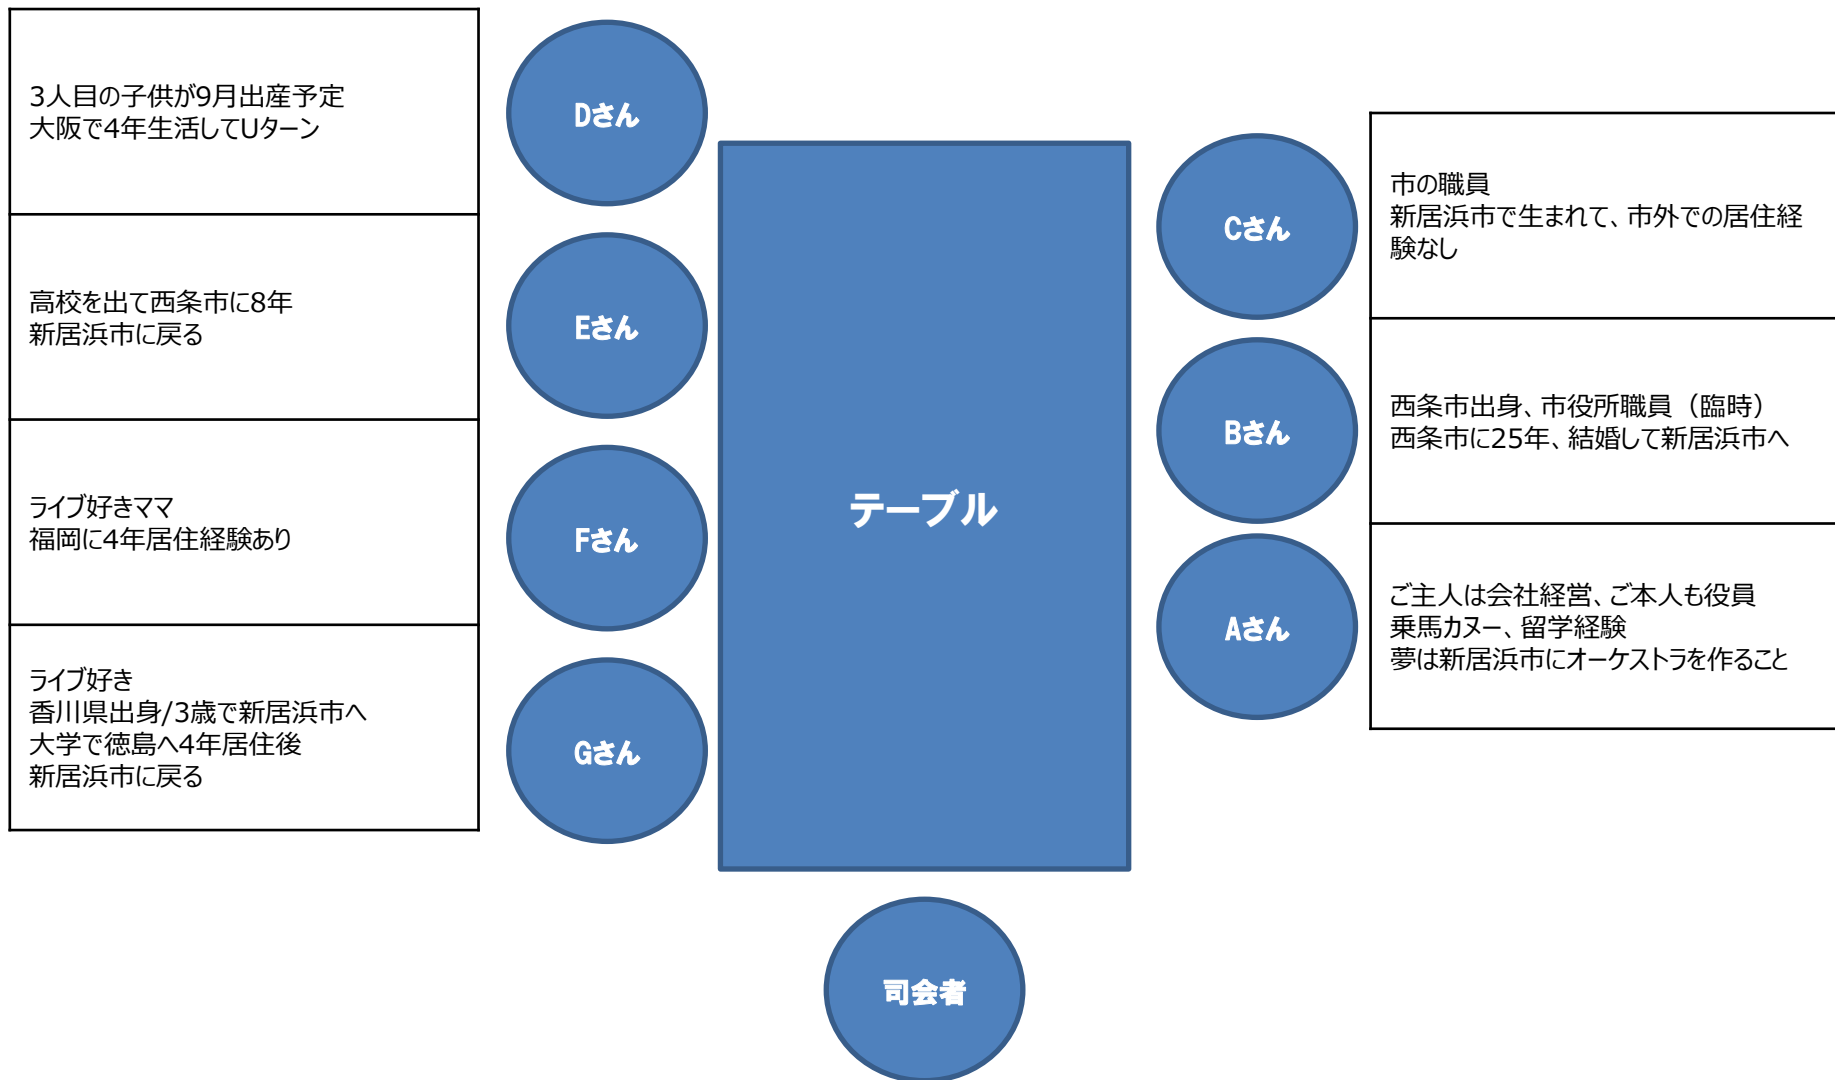 3人目の子供が9月出産予定
大阪で4年生活してUターン
Dさん
高校を出て西条市に8年
新居浜市に戻る
Eさん
ライブ好きママ
福岡に4年居住経験あり
Fさん
ライブ好き
香川県出身/3歳で新居浜市へ
大学で徳島へ4年居住後
新居浜市に戻る
Gさん
テーブル
Cさん
市の職員
新居浜市で生まれて、市外での居住経
験なし
Bさん
西条市出身、市役所職員（臨時）
西条市に25年、結婚して新居浜市へ
Aさん
ご主人は会社経営、ご本人も役員
乗馬カヌー、留学経験
夢は新居浜市にオーケストラを作ること
司会者